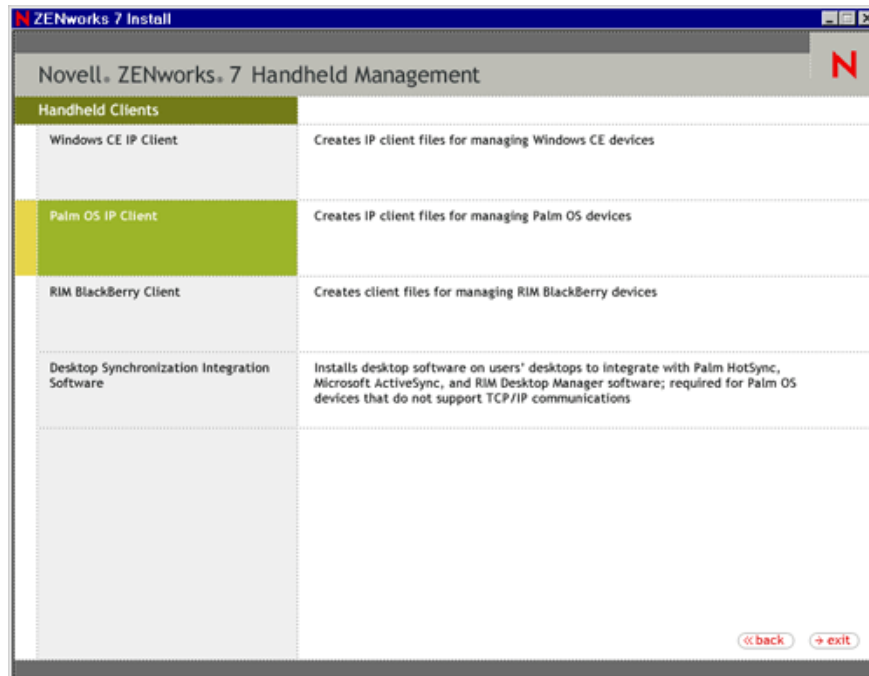 ZENworks 7 Install
Novell. ZENworks. 7 Handheld Management
N
Handheld Clients
Windows CE IP Client
Creates IP client files for managing Windows CE devices
Palm OS IP Client
Creates IP client files for managing Palm OS devices
RIM BlackBerry Client
Creates client files for managing RIM BlackBerry devices
Desktop Synchronization Integration
Software
Installs desktop software on users' desktops to integrate with Palm HotSync,
Microsoft ActiveSync, and RIM Desktop Manager software; required for Palm OS
devices that do not support TCP/IP communications
back
exit